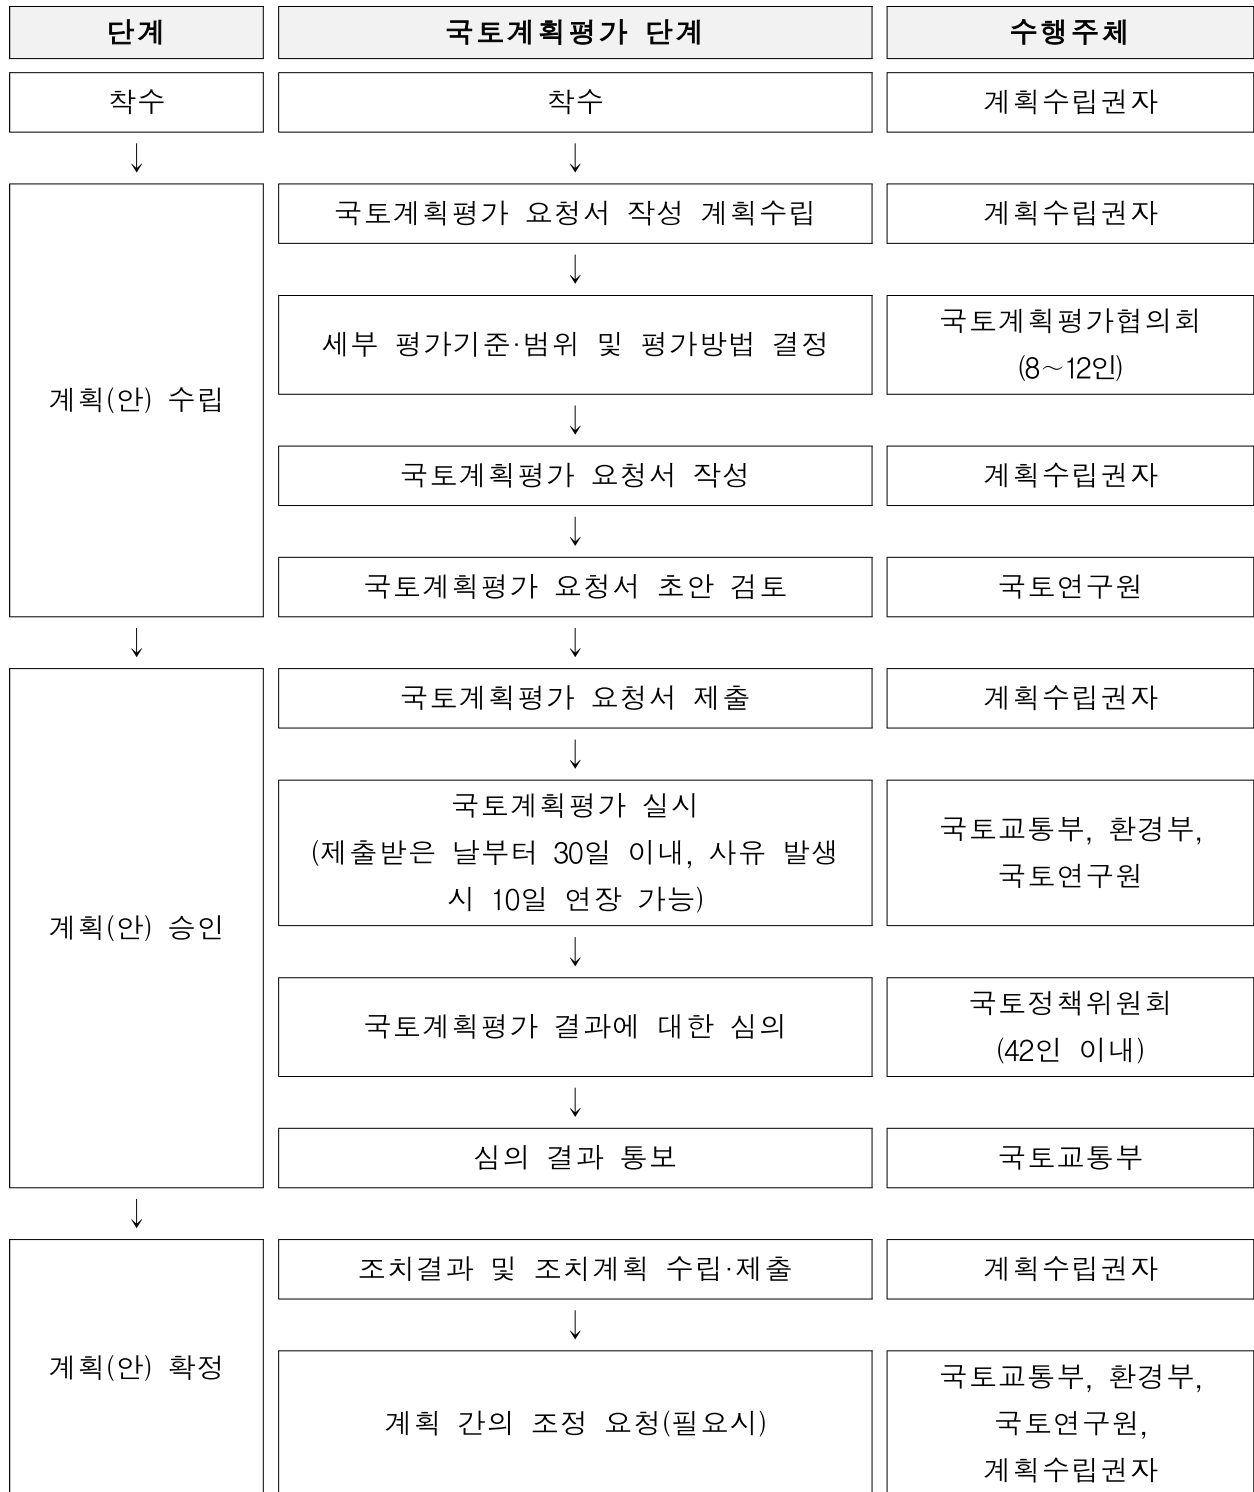 단계
국토계획평가 단계
수행주체
착수
착수
계획수립권자
↓
↓
계획(안) 수립
국토계획평가 요청서 작성 계획수립
계획수립권자
↓
세부 평가기준·범위 및 평가방법 결정
국토계획평가협의회
(8~12인)
↓
국토계획평가 요청서 작성
계획수립권자
↓
국토계획평가 요청서 초안 검토
국토연구원
↓
↓
계획(안) 승인
국토계획평가 요청서 제출
계획수립권자
↓
국토계획평가 실시
(제출받은 날부터 30일 이내, 사유 발생
시 10일 연장 가능)
국토교통부, 환경부,
국토연구원
↓
국토계획평가 결과에 대한 심의
국토정책위원회
(42인 이내)
↓
심의 결과 통보
국토교통부
↓
계획(안) 확정
조치결과 및 조치계획 수립·제출
계획수립권자
↓
계획 간의 조정 요청(필요시)
국토교통부, 환경부,
국토연구원,
계획수립권자